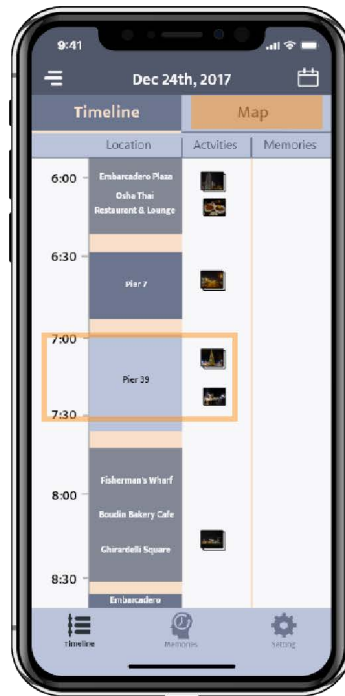 9:41
Dec 24th, 2017
Timeline
Map
Location
Actvities
Memories
6:00
Embarcadero Plaza
Osha Thai
Restaurant & Lounge
6:30
Pier 7
7:00
Pier 39
7:30
Fisherman's Wharf
8:00
Boudin Bakery Cafe
Ghirardelli Square
8:30
Embarcadero
Timeline
Memories
Setting